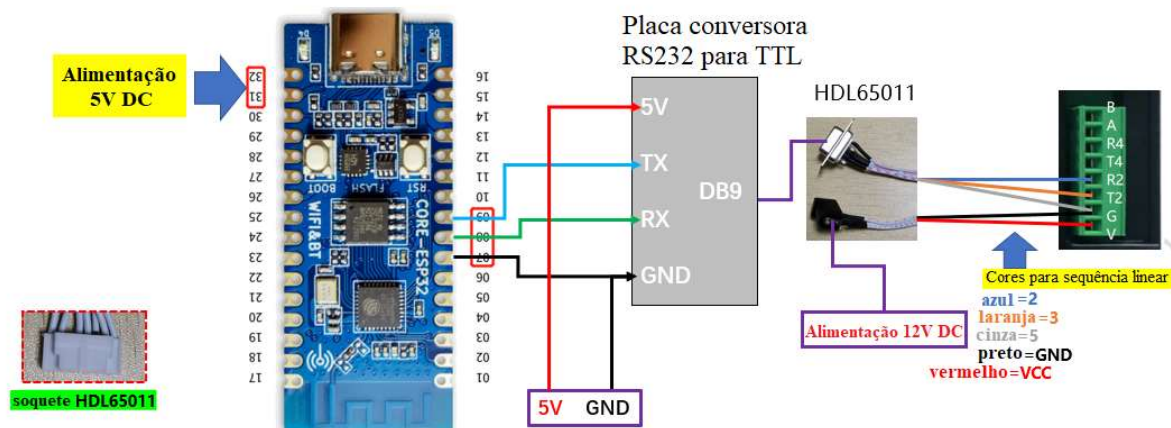 Alimentação
5V DC
32
31
30
29
28
27
26
25
24
23
22
21
20
19
18
17
D4
D5
BOOT
FLASH
RST
WIFI&BT
CORE-ESP32
16
15
14
13
12
11
10
09
08
07
06
05
04
03
02
01
Placa conversora
RS232 para TTL
5V
TX
RX
GND
DB9
5V GND
HDL65011
B
A
R4
T4
R2
T2
G
V
Alimentação 12V DC
Cores para sequência linear
azul=2
laranja=3
cinza=5
preto=GND
vermelho=VCC
soquete HDL65011